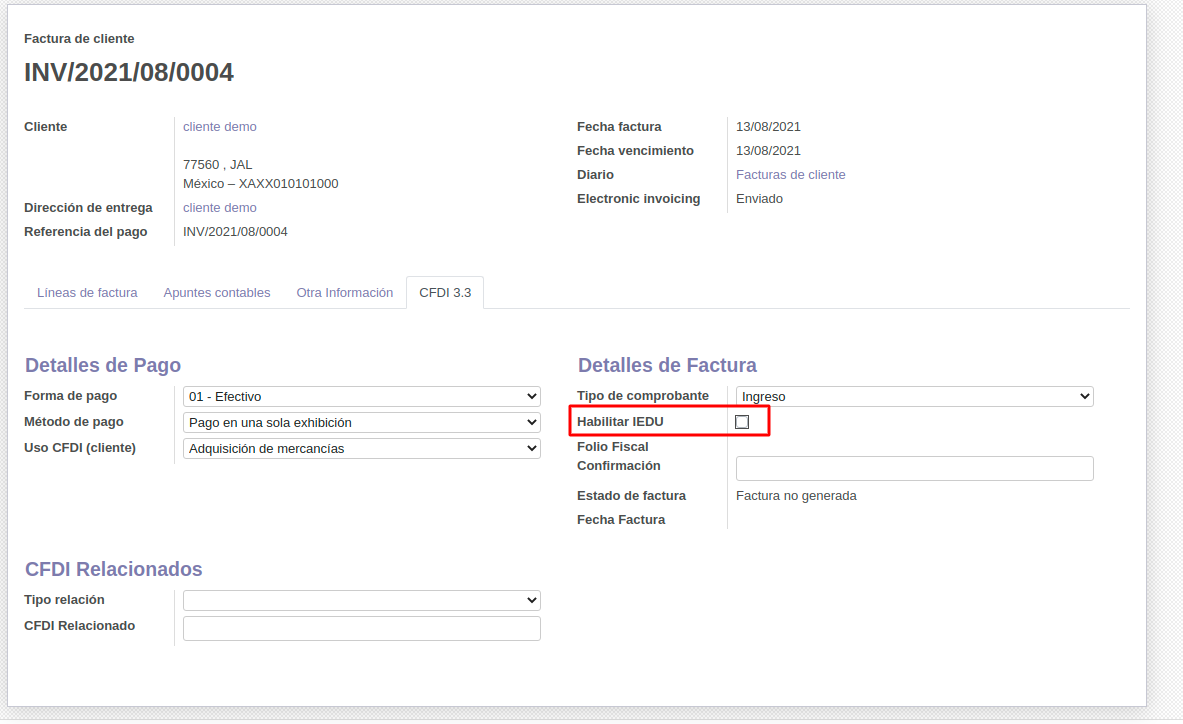 Factura de cliente
INV/2021/08/0004
Cliente
cliente demo
77560 , JAL
México – XAXX010101000
Dirección de entrega
cliente demo
Referencia del pago
INV/2021/08/0004
Fecha factura
13/08/2021
Fecha vencimiento
13/08/2021
Diario
Facturas de cliente
Electronic invoicing
Enviado
Líneas de factura
Apuntes contables
Otra Información
CFDI 3.3
Detalles de Pago
Forma de pago
01 - Efectivo
Método de pago
Pago en una sola exhibición
Uso CFDI (cliente)
Adquisición de mercancías
Detalles de Factura
Tipo de comprobante
Ingreso
Habilitar IEDU
Folio Fiscal
Confirmación
Estado de factura
Factura no generada
Fecha Factura
CFDI Relacionados
Tipo relación
CFDI Relacionado